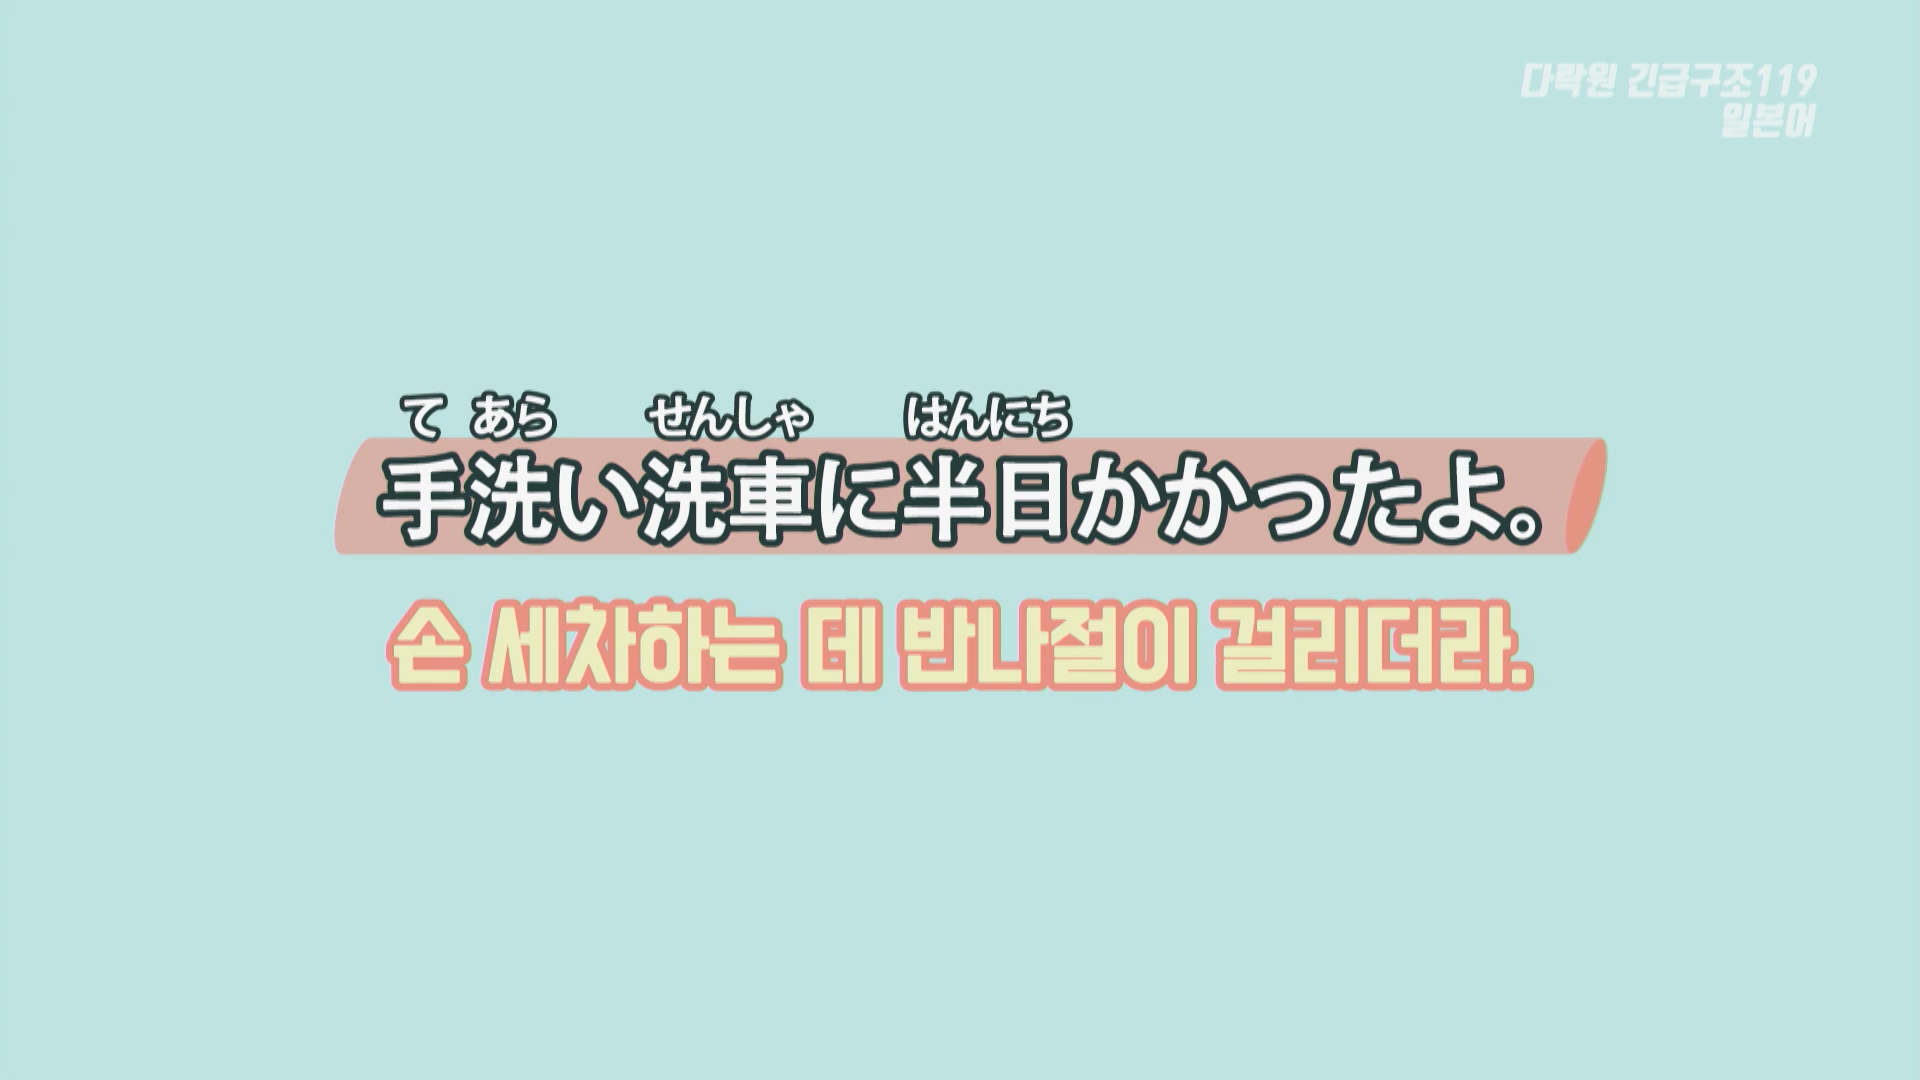 다락원 긴급구조119
일본어
て あら せんしゃ はんにち
手洗い洗車に半日かかったよ。
손 세차하는 데 반나절이 걸리더라.